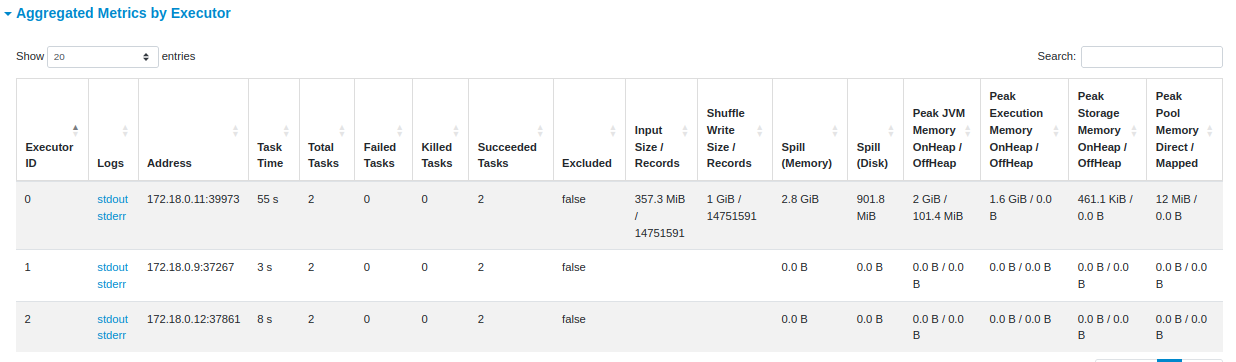 Aggregated Metrics by Executor
Show 20 entries
Search:
Executor ID	Logs	Address	Task Time	Total Tasks	Failed Tasks	Killed Tasks	Succeeded Tasks	Excluded	Input Size / Records	Shuffle Write Size / Records	Spill (Memory)	Spill (Disk)	Peak JVM Memory OnHeap / OffHeap	Peak Execution Memory OnHeap / OffHeap	Peak Storage Memory OnHeap / OffHeap	Peak Pool Memory Direct / Mapped
0	stdout stderr	172.18.0.11:39973	55 s	2	0	0	2	false	357.3 MiB / 14751591	1 GiB / 14751591	2.8 GiB	901.8 MiB	2 GiB / 101.4 MiB	1.6 GiB / 0.0 B	461.1 KiB / 0.0 B	12 MiB / 0.0 B
1	stdout stderr	172.18.0.9:37267	3 s	2	0	0	2	false			0.0 B	0.0 B	0.0 B / 0.0 B	0.0 B / 0.0 B	0.0 B / 0.0 B	0.0 B / 0.0 B
2	stdout stderr	172.18.0.12:37861	8 s	2	0	0	2	false			0.0 B	0.0 B	0.0 B / 0.0 B	0.0 B / 0.0 B	0.0 B / 0.0 B	0.0 B / 0.0 B